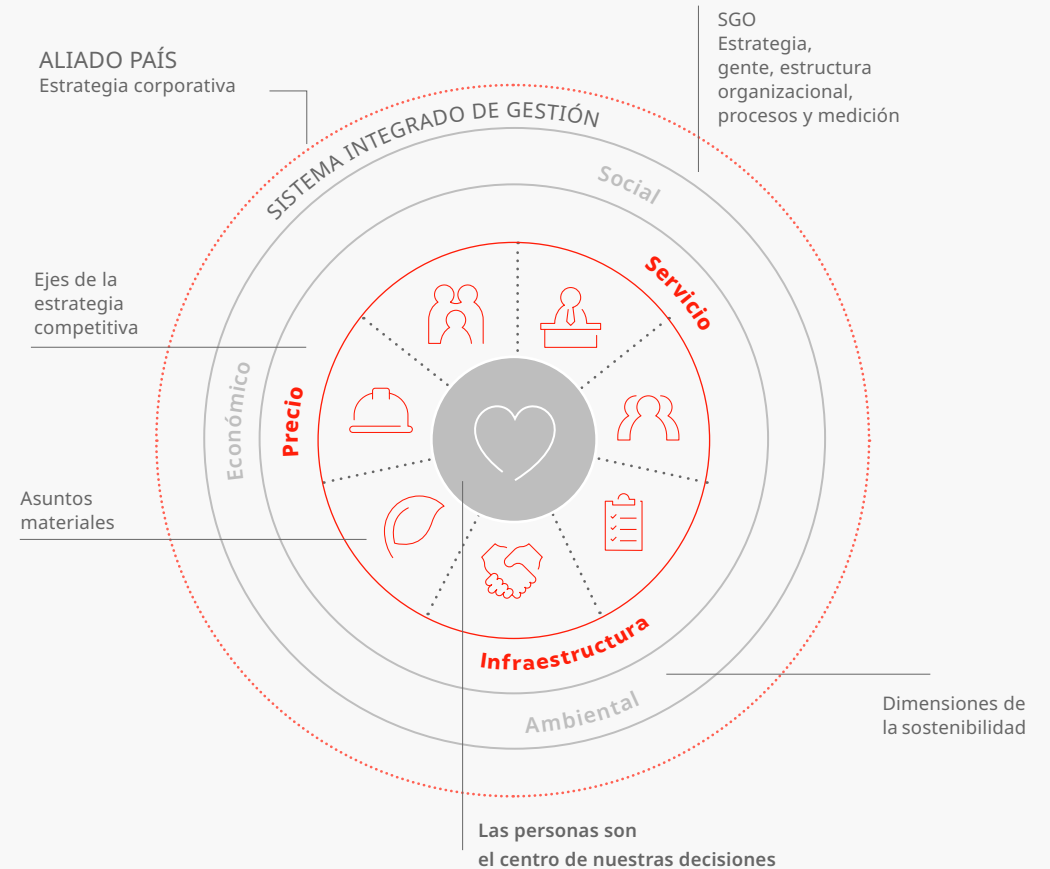 SGO
Estrategia,
gente, estructura
organizacional,
procesos y medición
ALIADO PAÍS
Estrategia corporativa
SISTEMA INTEGRADO DE GESTIÓN
Social
Servicio
Ejes de la
estrategia
competitiva
Económico
Precio
Asuntos
materiales
Infraestructura
Ambiental
Dimensiones de
la sostenibilidad
Las personas son
el centro de nuestras decisiones